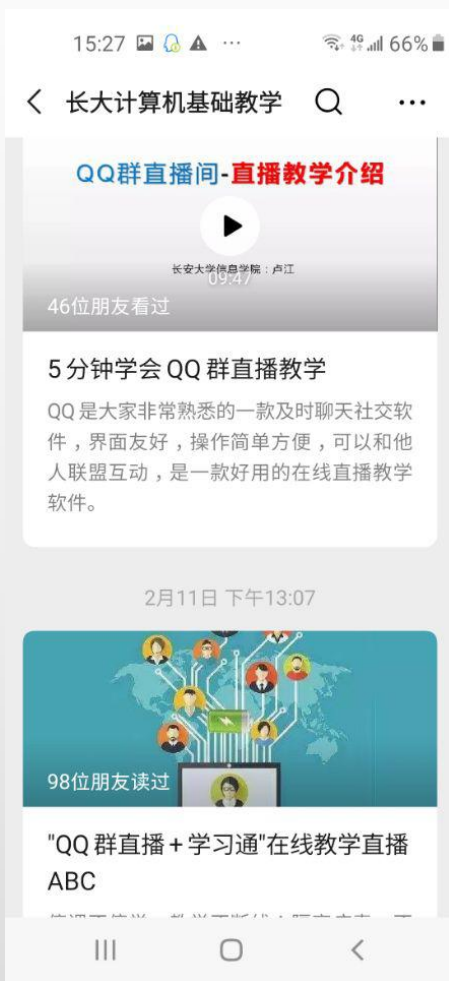 15:27 ··· 4G 66%
长大计算机基础教学 ···
QQ群直播间-直播教学介绍
长安大学信息学院：卢江
09:47
46位朋友看过
5分钟学会QQ群直播教学
QQ是大家非常熟悉的一款及时聊天社交软
件，界面友好，操作简单方便，可以和他
人联盟互动，是一款好用的在线直播教学
软件。
2月11日 下午13:07
98位朋友读过
"QQ群直播+学习通"在线教学直播
ABC